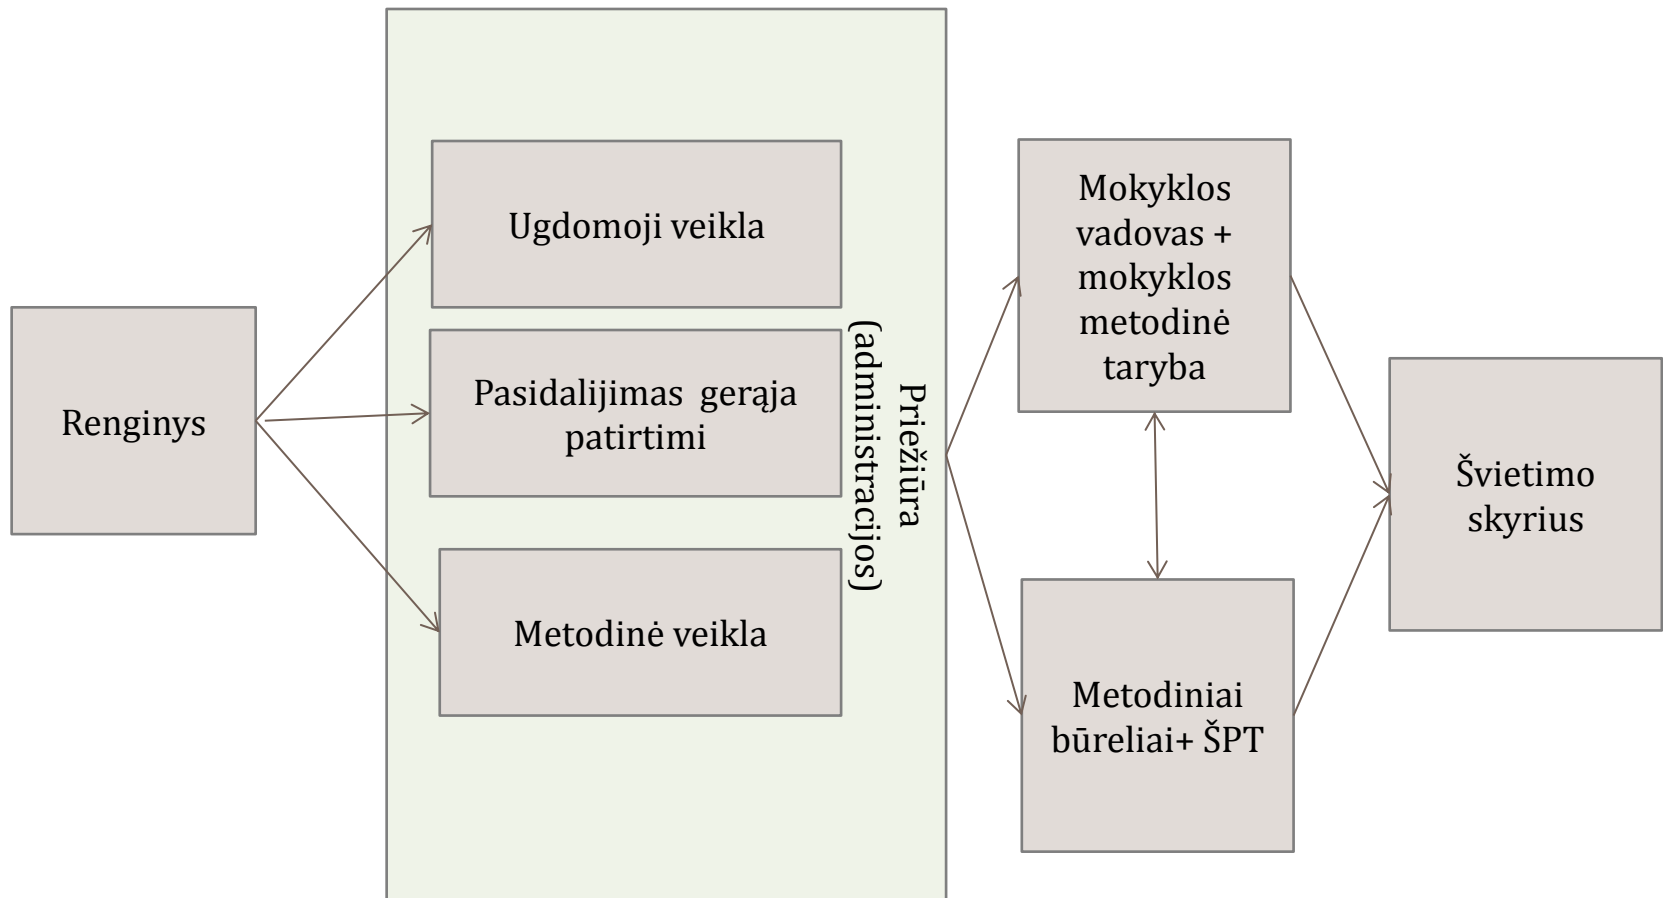 Renginys
Ugdomoji veikla
Pasidalijimas gerąja
patirtimi
Metodinė veikla
Priežiūra
(administracijos)
Mokyklos
vadovas +
mokyklos
metodinė
taryba
Metodiniai
būreliai+ ŠPT
Švietimo
skyrius